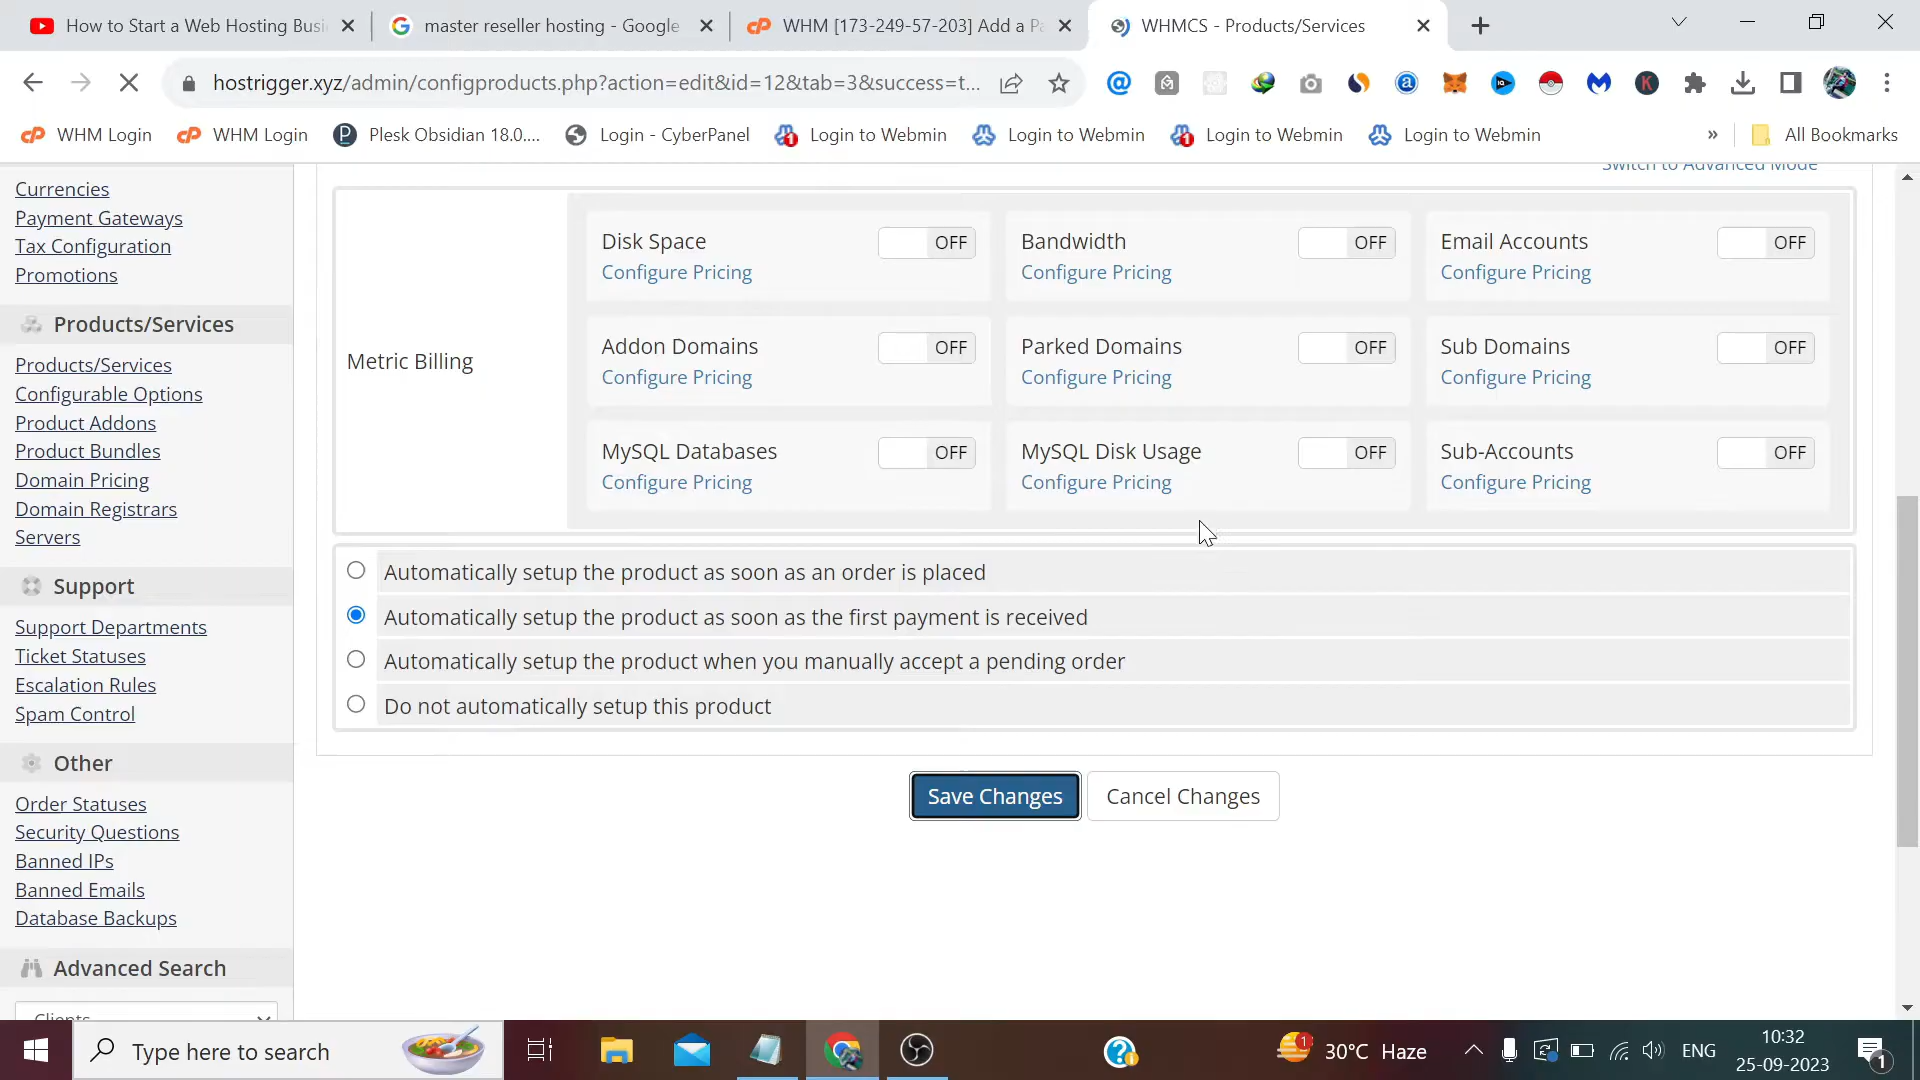 How to Start a Web Hosting Busi
master reseller hosting - Google
WHM [173-249-57-203] Add a Pa
WHMCS - Products/Services
hostrigger.xyz/admin/configproducts.php?action=edit&id=12&tab=3&success=t...
WHM Login
WHM Login
Plesk Obsidian 18.0....
Login - CyberPanel
Login to Webmin
Login to Webmin
Login to Webmin
Login to Webmin
»
All Bookmarks
Currencies
Payment Gateways
Tax Configuration
Promotions
Products/Services
Products/Services
Configurable Options
Product Addons
Product Bundles
Domain Pricing
Domain Registrars
Servers
Support
Support Departments
Ticket Statuses
Escalation Rules
Spam Control
Other
Order Statuses
Security Questions
Banned IPs
Banned Emails
Database Backups
Advanced Search
Clients
Switch to Advanced Mode
Metric Billing
Disk Space OFF
Configure Pricing
Bandwidth OFF
Configure Pricing
Email Accounts OFF
Configure Pricing
Addon Domains OFF
Configure Pricing
Parked Domains OFF
Configure Pricing
Sub Domains OFF
Configure Pricing
MySQL Databases OFF
Configure Pricing
MySQL Disk Usage OFF
Configure Pricing
Sub-Accounts OFF
Configure Pricing
Automatically setup the product as soon as an order is placed
Automatically setup the product as soon as the first payment is received
Automatically setup the product when you manually accept a pending order
Do not automatically setup this product
Save Changes
Cancel Changes
Type here to search
30°C Haze
ENG
10:32
25-09-2023
1